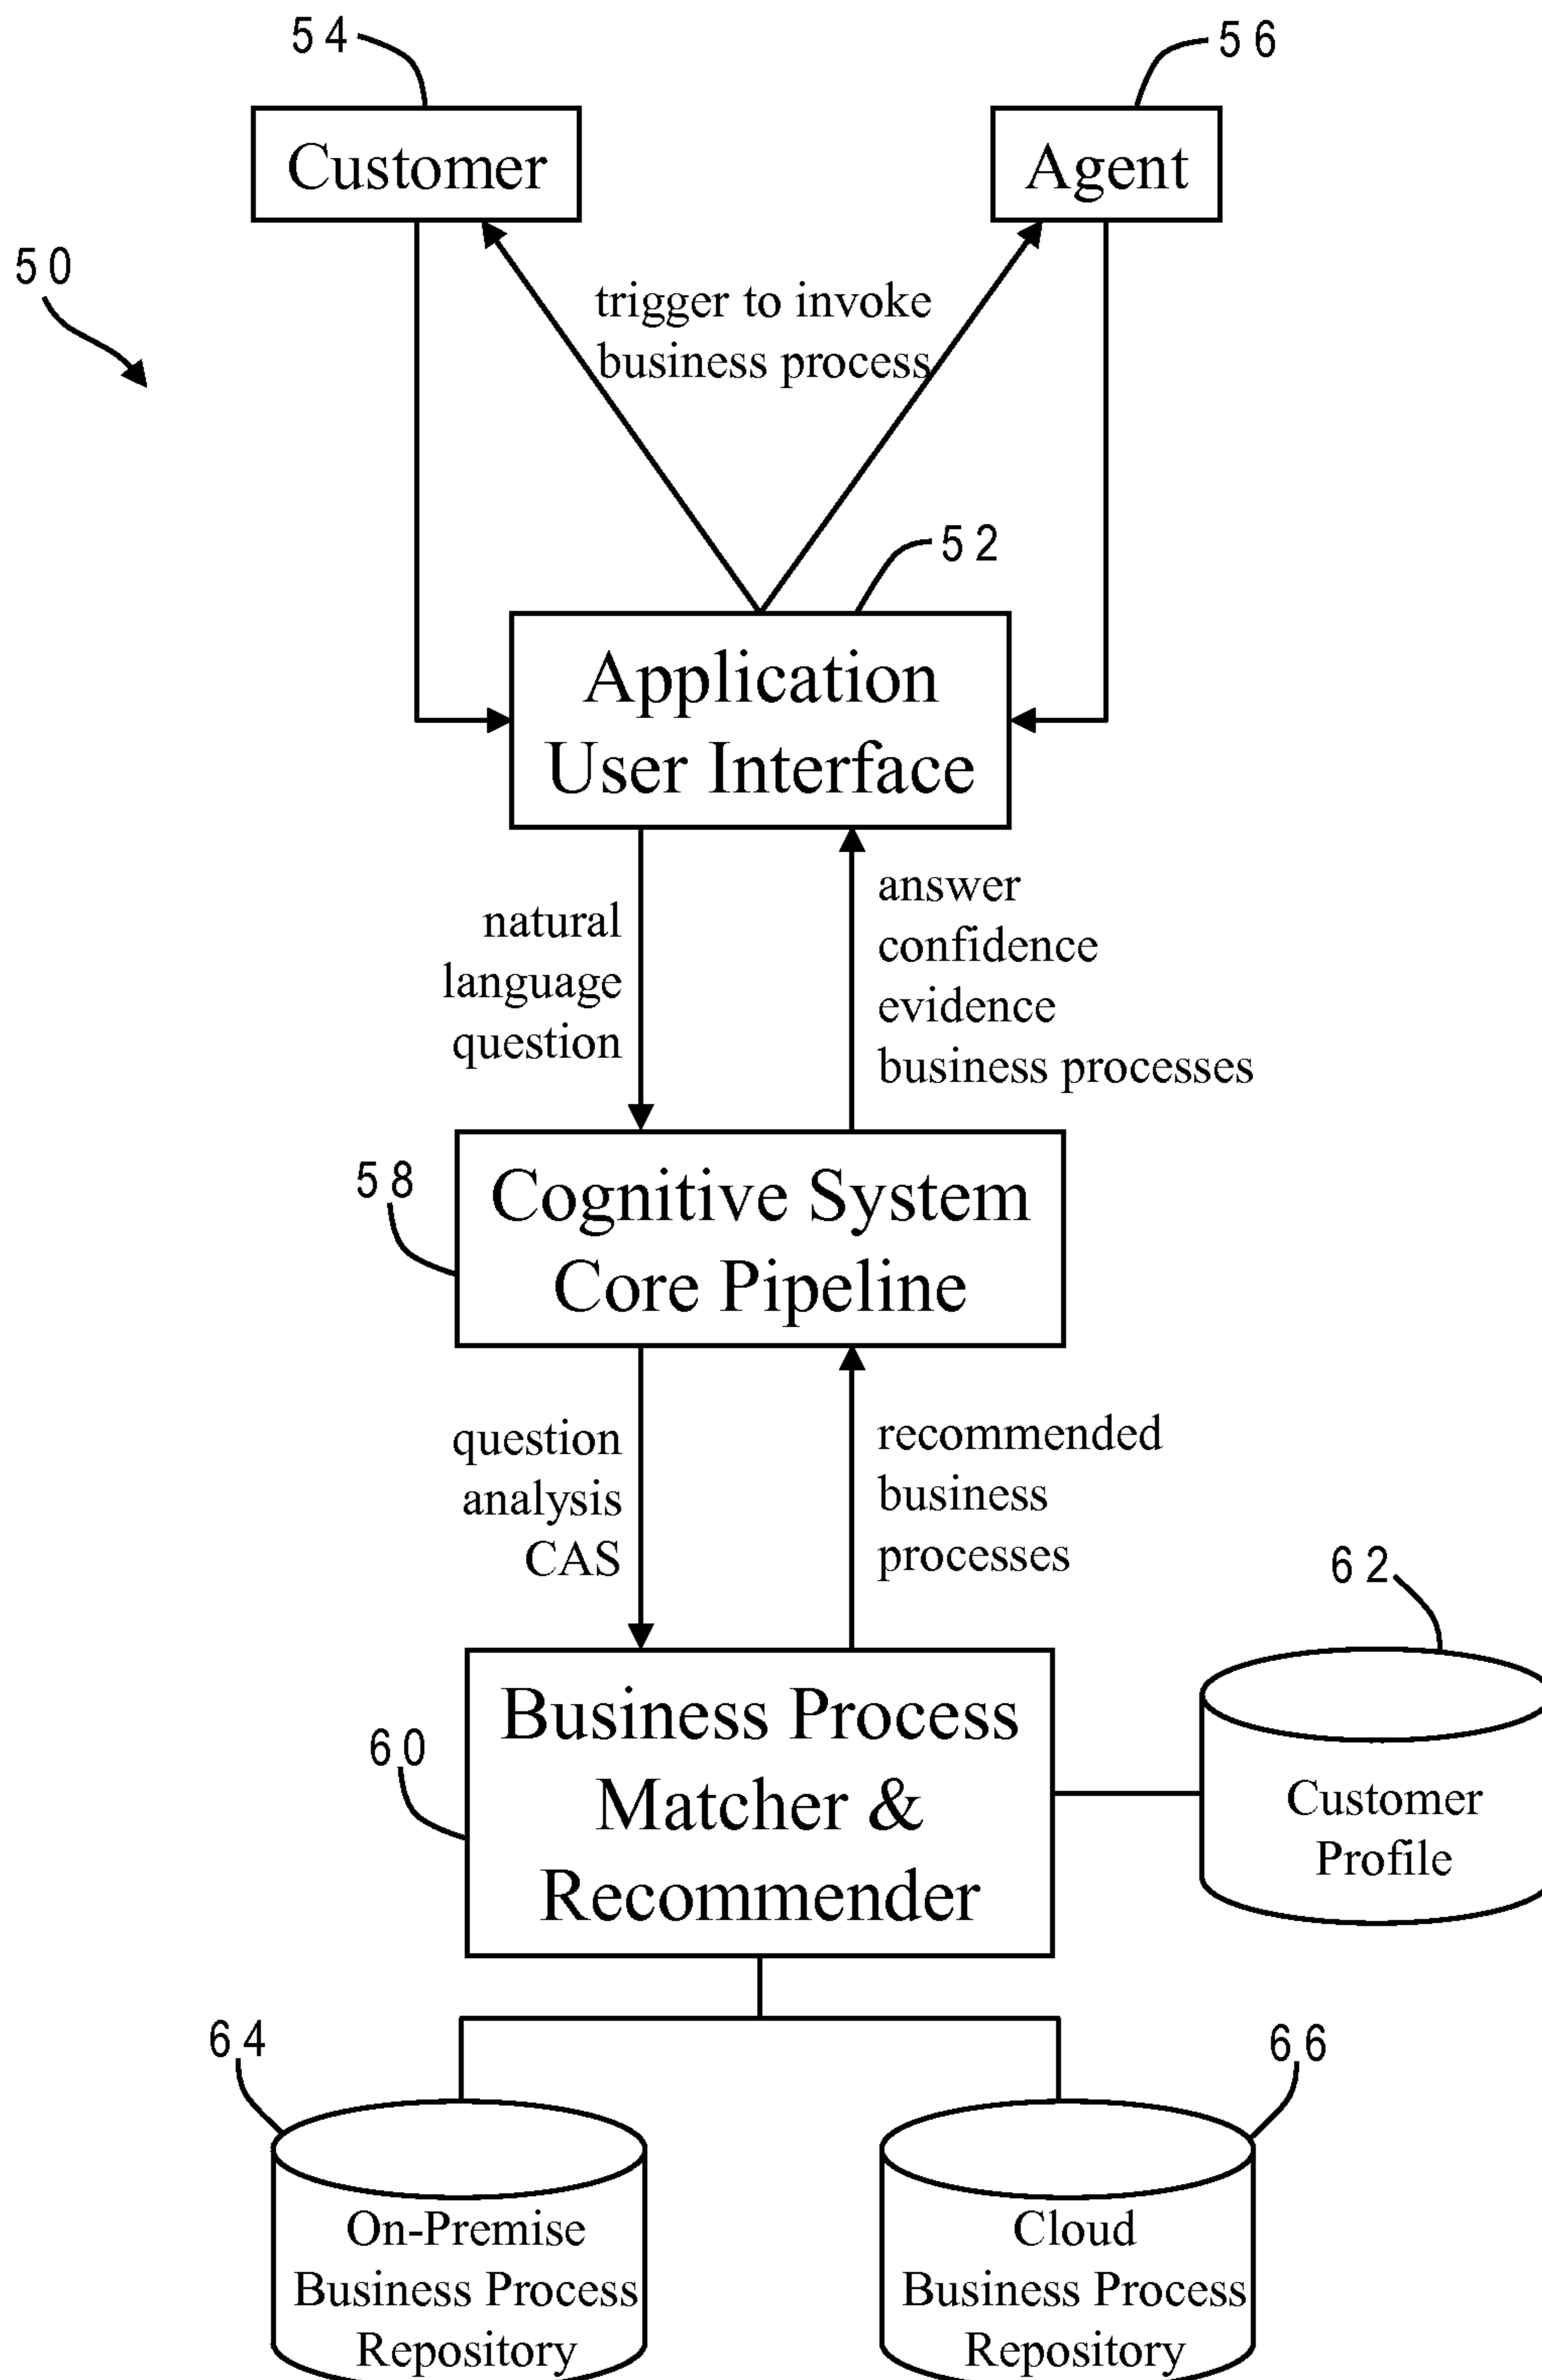 54
56
Customer
Agent
50
trigger to invoke
business process
52
Application
User Interface
natural
language
question
answer
confidence
evidence
business processes
58
Cognitive System
Core Pipeline
question
analysis
CAS
recommended
business
processes
62
60
Business Process
Matcher &
Recommender
Customer
Profile
64
66
On-Premise
Business Process
Repository
Cloud
Business Process
Repository